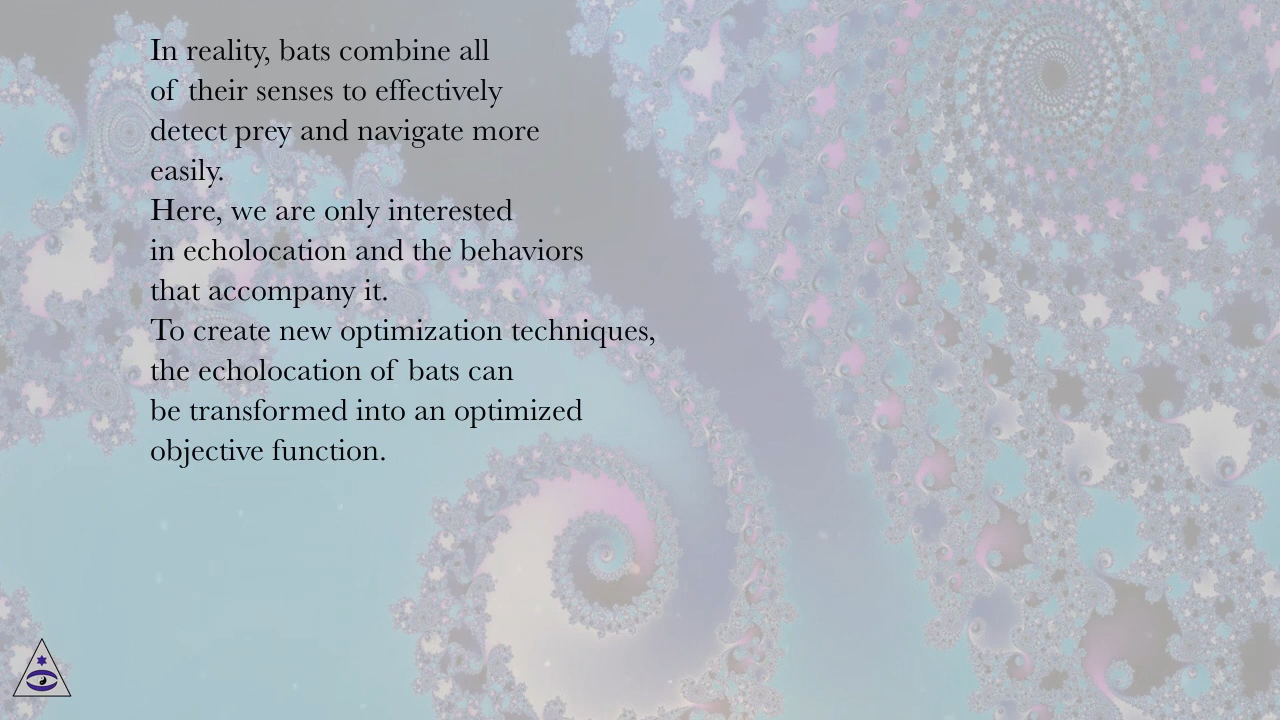 In reality, bats combine all
of their senses to effectively
detect prey and navigate more
easily.
Here, we are only interested
in echolocation and the behaviors
that accompany it.
To create new optimization techniques,
the echolocation of bats can
be transformed into an optimized
objective function.